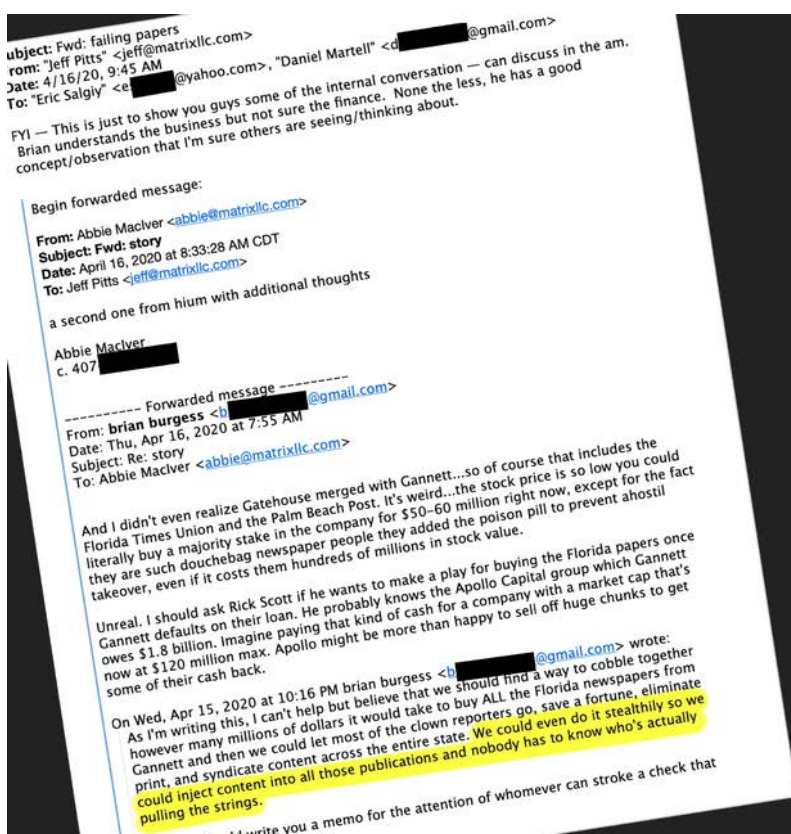 ubject: Fwd: failing papers
rom: "Jeff Pitts" <jeff@matrixllc.com>
Date: 4/16/20, 9:45 AM
To: "Eric Salgiy" <e @yahoo.com>, "Daniel Martell" <d @gmail.com>
FYI — This is just to show you guys some of the internal conversation — can discuss in the am.
Brian understands the business but not sure the finance. None the less, he has a good
concept/observation that I'm sure others are seeing/thinking about.
Begin forwarded message:
From: Abbie MacIver <abbie@matrixllc.com>
Subject: Fwd: story
Date: April 16, 2020 at 8:33:28 AM CDT
To: Jeff Pitts <jeff@matrixllc.com>
a second one from hium with additional thoughts
Abbie MacIver
c. 407
---------- Forwarded message ----------
From: brian burgess <b @gmail.com>
Date: Thu, Apr 16, 2020 at 7:55 AM
Subject: Re: story
To: Abbie MacIver <abbie@matrixllc.com>
And I didn't even realize Gatehouse merged with Gannett...so of course that includes the
Florida Times Union and the Palm Beach Post. It's weird...the stock price is so low you could
literally buy a majority stake in the company for $50-60 million right now, except for the fact
they are such douchebag newspaper people they added the poison pill to prevent ahostil
takeover, even if it costs them hundreds of millions in stock value.
Unreal. I should ask Rick Scott if he wants to make a play for buying the Florida papers once
Gannett defaults on their loan. He probably knows the Apollo Capital group which Gannett
owes $1.8 billion. Imagine paying that kind of cash for a company with a market cap that's
now at $120 million max. Apollo might be more than happy to sell off huge chunks to get
some of their cash back.
On Wed, Apr 15, 2020 at 10:16 PM brian burgess <b @gmail.com> wrote:
As I'm writing this, I can't help but believe that we should find a way to cobble together
however many millions of dollars it would take to buy ALL the Florida newspapers from
Gannett and then we could let most of the clown reporters go, save a fortune, eliminate
print, and syndicate content across the entire state. We could even do it stealthily so we
could inject content into all those publications and nobody has to know who's actually
pulling the strings.
write you a memo for the attention of whomever can stroke a check that